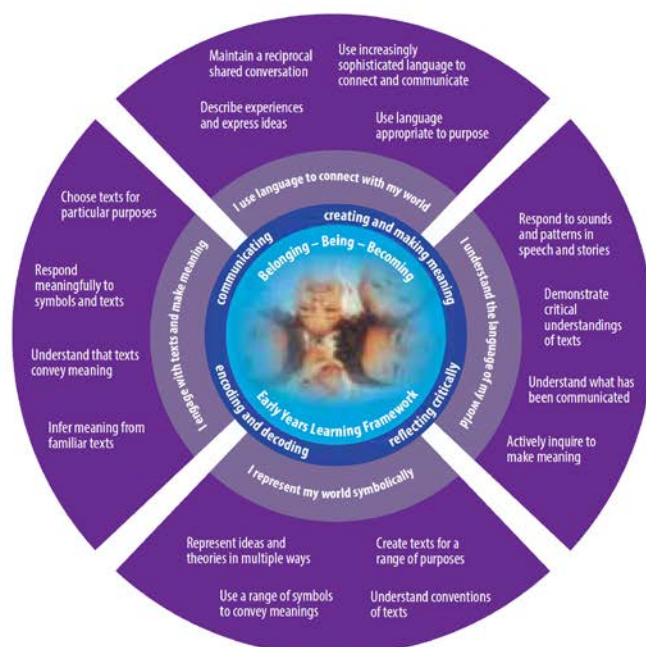 Maintain a reciprocal
shared conversation
Use increasingly
sophisticated language to
connect and communicate
Describe experiences
and express ideas
Use language
appropriate to purpose
I use language to connect with my world
Choose texts for
particular purposes
Respond
meaningfully to
symbols and texts
Understand that texts
convey meaning
Infer meaning from
familiar texts
I engage with texts and make meaning
communicating
creating and making meaning
Belonging – Being – Becoming
Early Years Learning Framework
encoding and decoding
reflecting critically
I understand the language of my world
Respond to sounds
and patterns in
speech and stories
Demonstrate
critical
understandings
of texts
Understand what has
been communicated
Actively inquire to
make meaning
I represent my world symbolically
Represent ideas and
theories in multiple ways
Create texts for a
range of purposes
Use a range of symbols
to convey meanings
Understand conventions
of texts